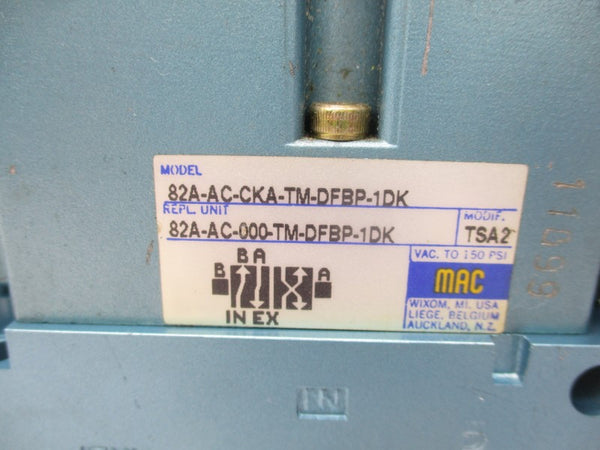 MODEL
82A-AC-CKA-TM-DFBP-1DK
REPL. UNIT
MODIF.
82A-AC-000-TM-DFBP-1DK
TSA2
VAC. TO 150 PSI
B A
B
A
IN EX
MAC
WIXOM, MI. USA
LIEGE, BELGIUM
AUCKLAND, N.Z.
11099
IN